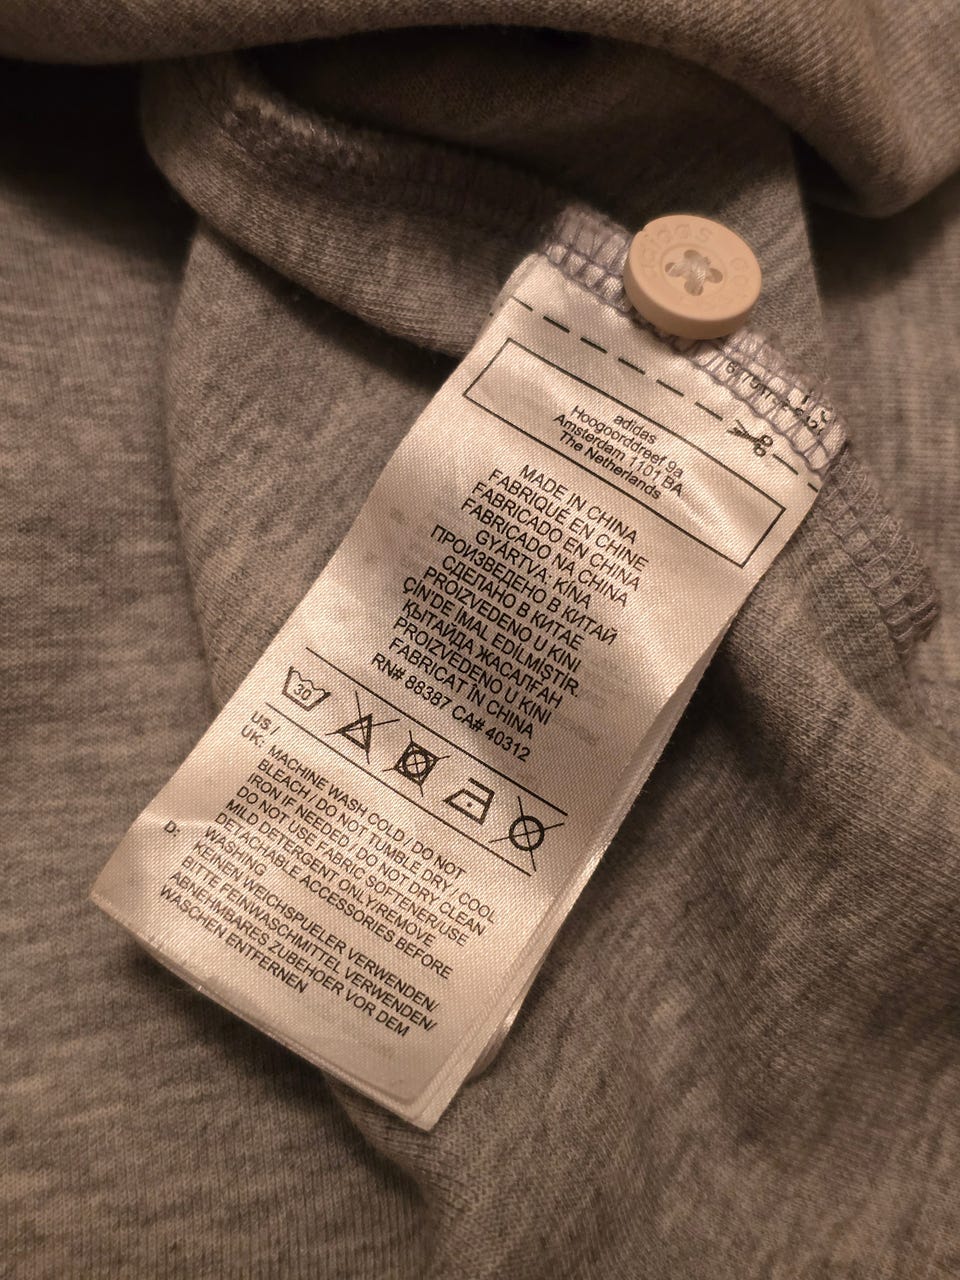 adidas
adidas
Hoogoorddreef 9a
Amsterdam 1101 BA
The Netherlands
MADE IN CHINA
FABRIQUÉ EN CHINE
FABRICADO EN CHINA
FABRICADO NA CHINA
GYÁRTVA: KÍNA
ПРОИЗВЕДЕНО В КИТАЙ
СДЕЛАНО В КИТАЕ
PROIZVEDENO U KINI
ÇİNDE İMAL EDİLMİŞTİR
ҚЫТАЙДА ЖАСАЛҒАН
PROIZVEDENO U KINI
FABRICAT ÎN CHINA
RN# 88387 CA# 40312
30
US /
UK: MACHINE WASH COLD / DO NOT
BLEACH / DO NOT TUMBLE DRY / COOL
IRON IF NEEDED / DO NOT DRY CLEAN
DO NOT USE FABRIC SOFTENER/USE
MILD DETERGENT ONLY/REMOVE
DETACHABLE ACCESSORIES BEFORE
WASHING
D: KEINEN WEICHSPUELER VERWENDEN/
BITTE FEINWASCHMITTEL VERWENDEN/
ABNEHMBARES ZUBEHOER VOR DEM
WASCHEN ENTFERNEN